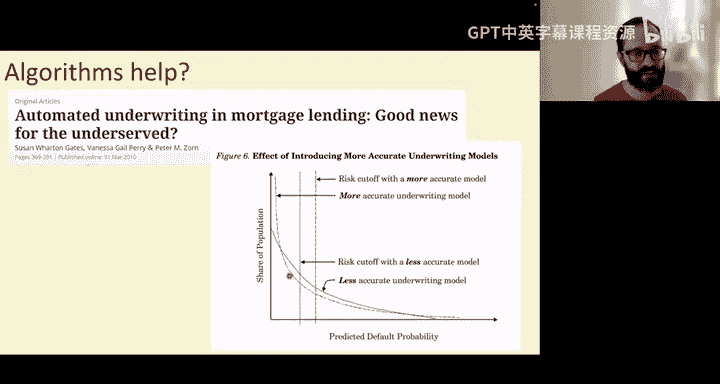 GPT中英字幕课程资源
bilibili
Algorithms help?
Original Articles
Automated underwriting in mortgage lending: Good news
for the underserved?
Susan Wharton Gates, Vanessa Gail Perry & Peter M. Zorn
Pages 369-391 | Published online: 31 Mar 2010
Figure 6. Effect of Introducing More Accurate Underwriting Models
Risk cutoff with a more accurate model
More accurate underwriting model
Share of Population
Risk cutoff with a less accurate model
Less accurate underwriting model
Predicted Default Probability